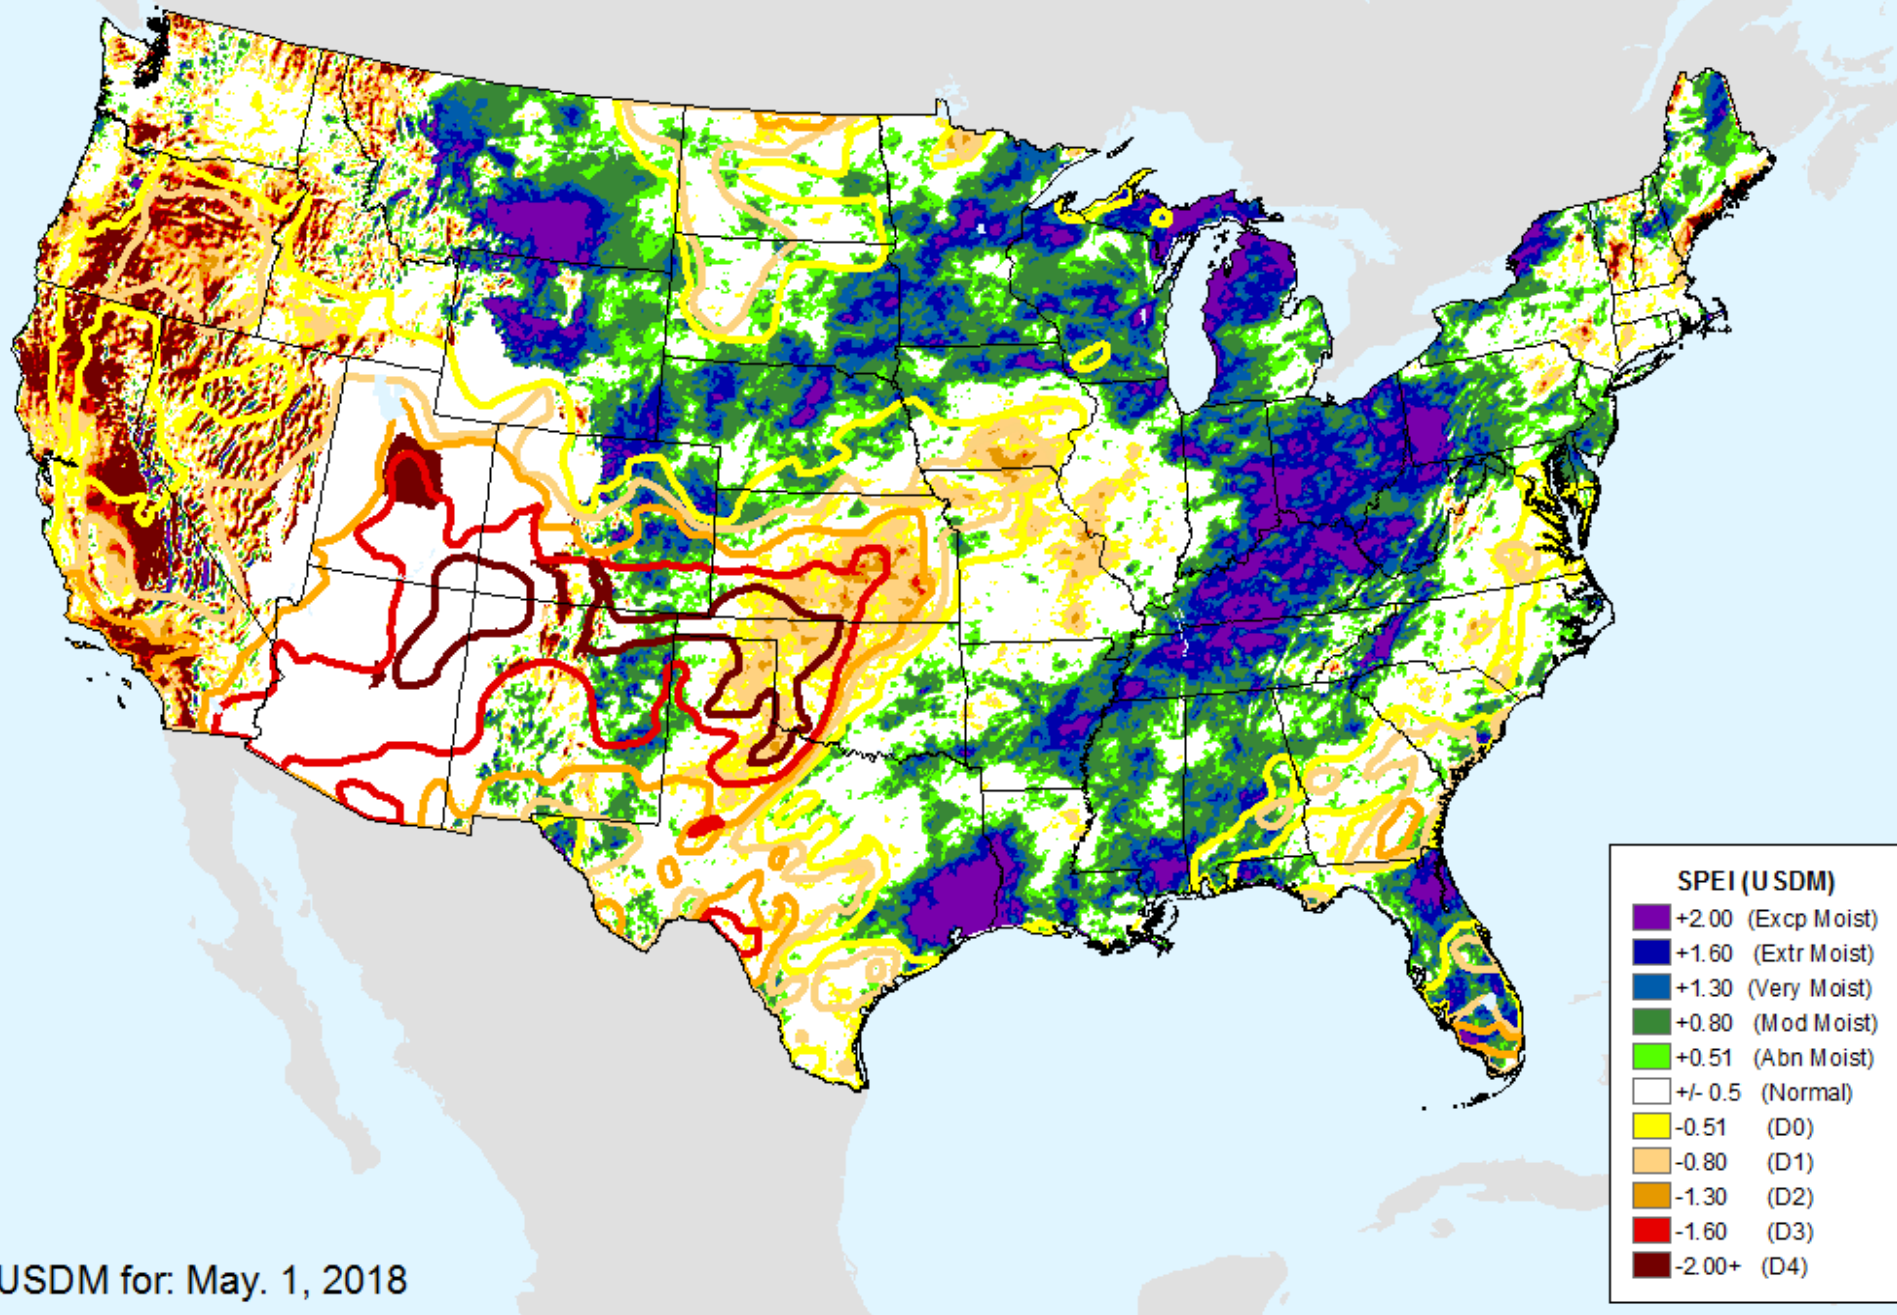 SPEI (USDM)
+2.00 (Excp Moist)
+1.60 (Extr Moist)
+1.30 (Very Moist)
+0.80 (Mod Moist)
+0.51 (Abn Moist)
+/- 0.5 (Normal)
-0.51 (D0)
-0.80 (D1)
-1.30 (D2)
-1.60 (D3)
-2.00+ (D4)
USDM for: May. 1, 2018